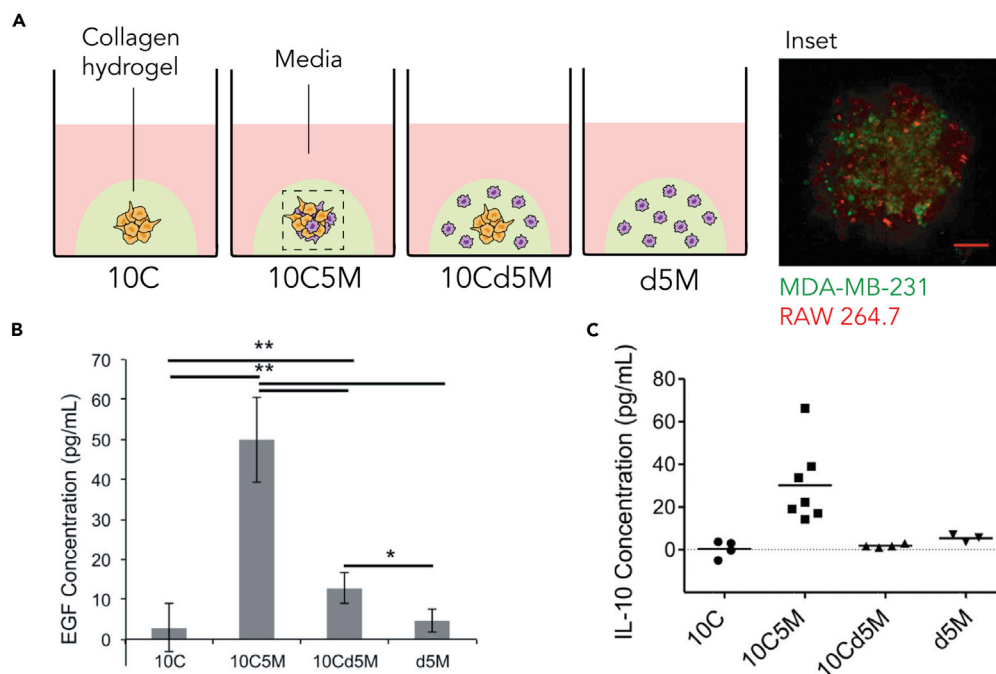 A
Collagen
hydrogel
Media
Inset
10C
10C5M
10Cd5M
d5M
MDA-MB-231
RAW 264.7
B
**
**
*
EGF Concentration (pg/mL)
70
60
50
40
30
20
10
0
10C
10C5M
10Cd5M
d5M
C
IL-10 Concentration (pg/mL)
80
60
40
20
0
10C
10C5M
10Cd5M
d5M